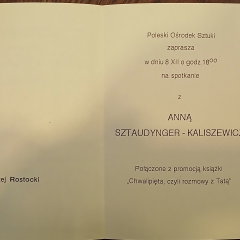 Poleski Ośrodek Sztuki
zaprasza
w dniu 8 XII o godz 18⁰⁰
na spotkanie
z
ANNĄ
SZTAUDYNGER - KALISZEWICZ
Połączone z promocją książki
„Chwalipięta, czyli rozmowy z Tatą"
ej Rostocki